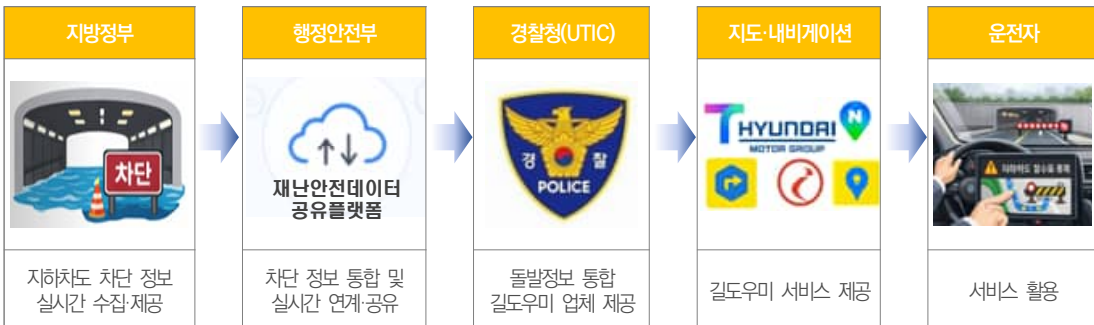 지방정부
행정안전부
경찰청(UTIC)
지도·내비게이션
운전자
차단
재난안전데이터
공유플랫폼
경 찰
POLICE
T
N
HYUNDAI
MOTOR GROUP
지하차도 차단 정보
실시간 수집·제공
차단 정보 통합 및
실시간 연계·공유
돌발정보 통합
길도우미 업체 제공
길도우미 서비스 제공
서비스 활용